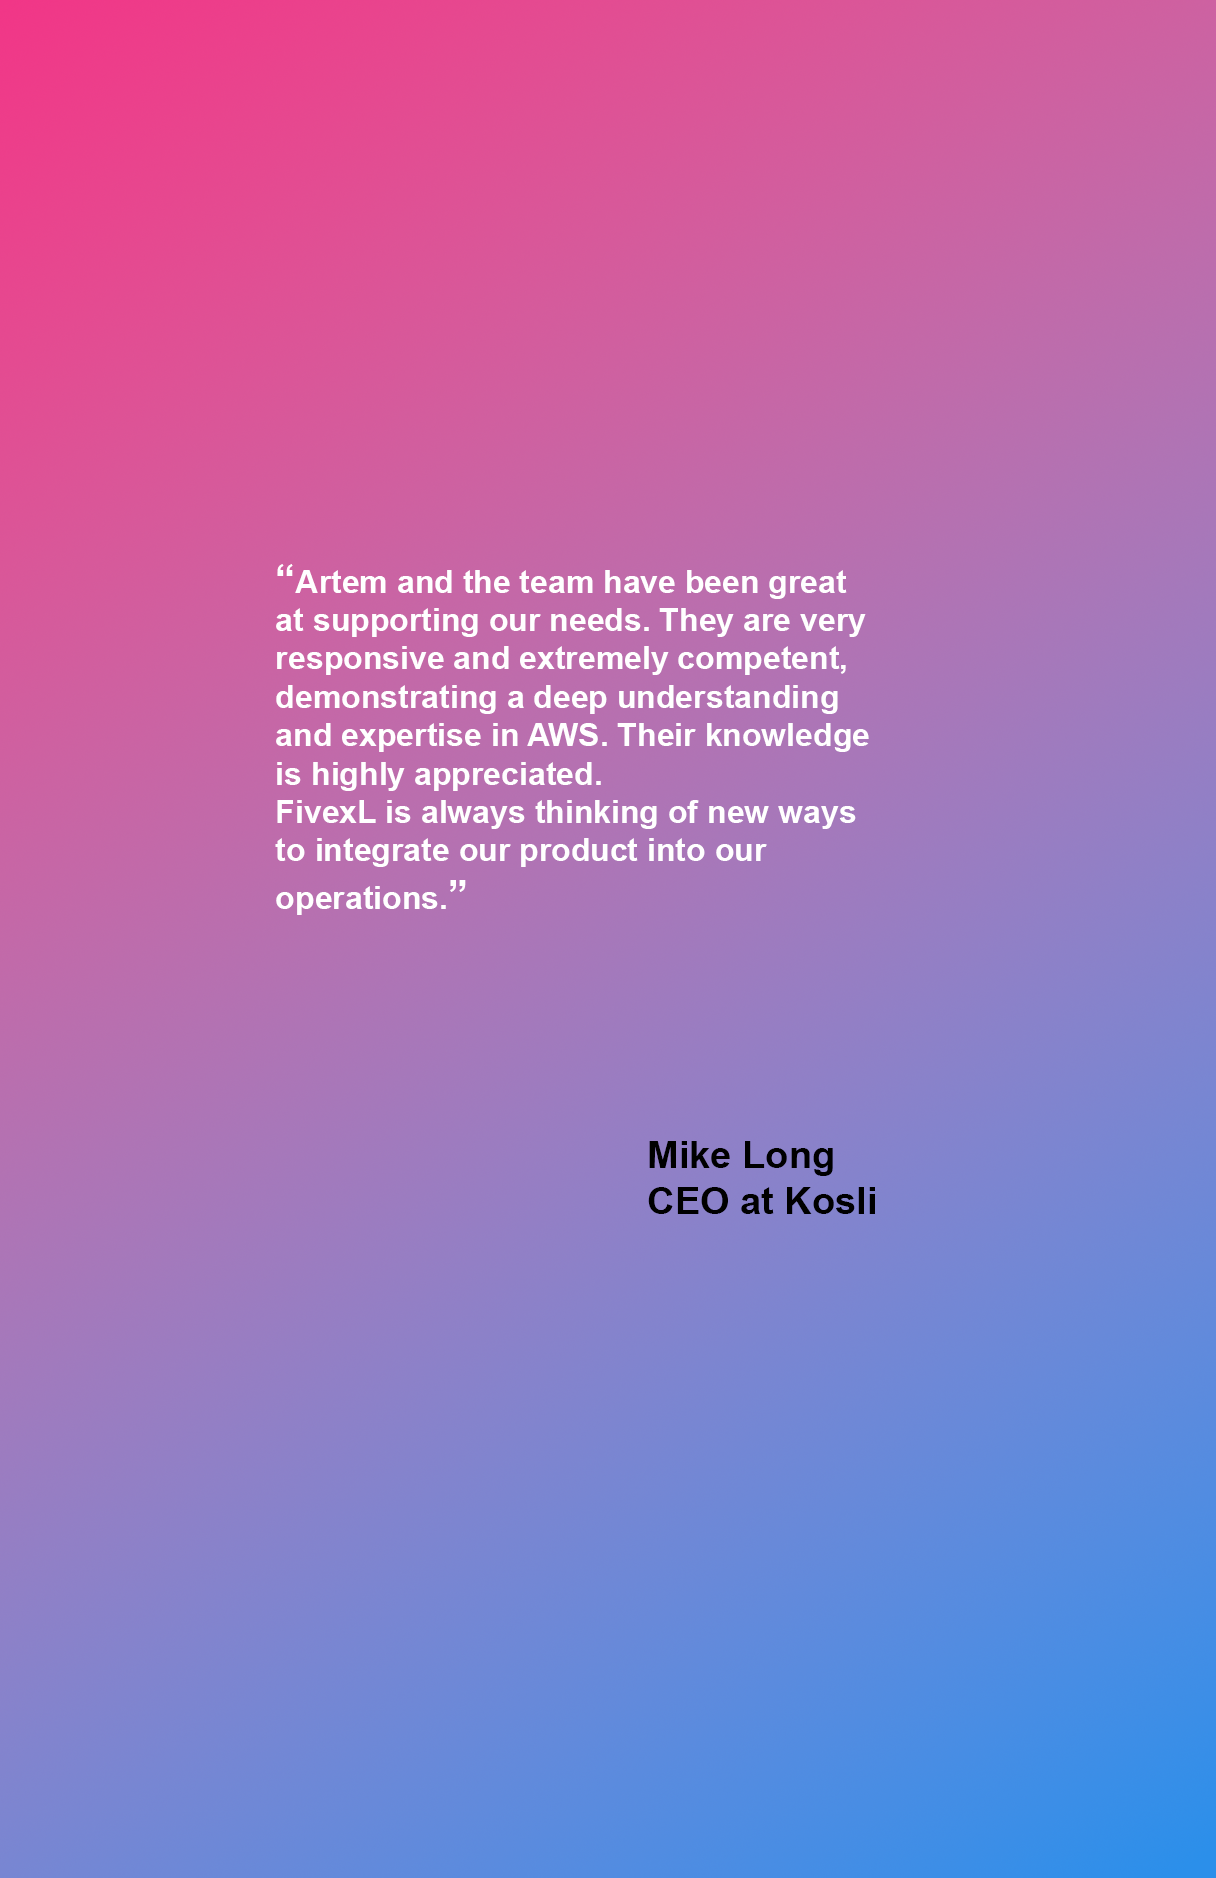 “Artem and the team have been great
at supporting our needs. They are very
responsive and extremely competent,
demonstrating a deep understanding
and expertise in AWS. Their knowledge
is highly appreciated.
FivexL is always thinking of new ways
to integrate our product into our
operations.”
Mike Long
CEO at Kosli